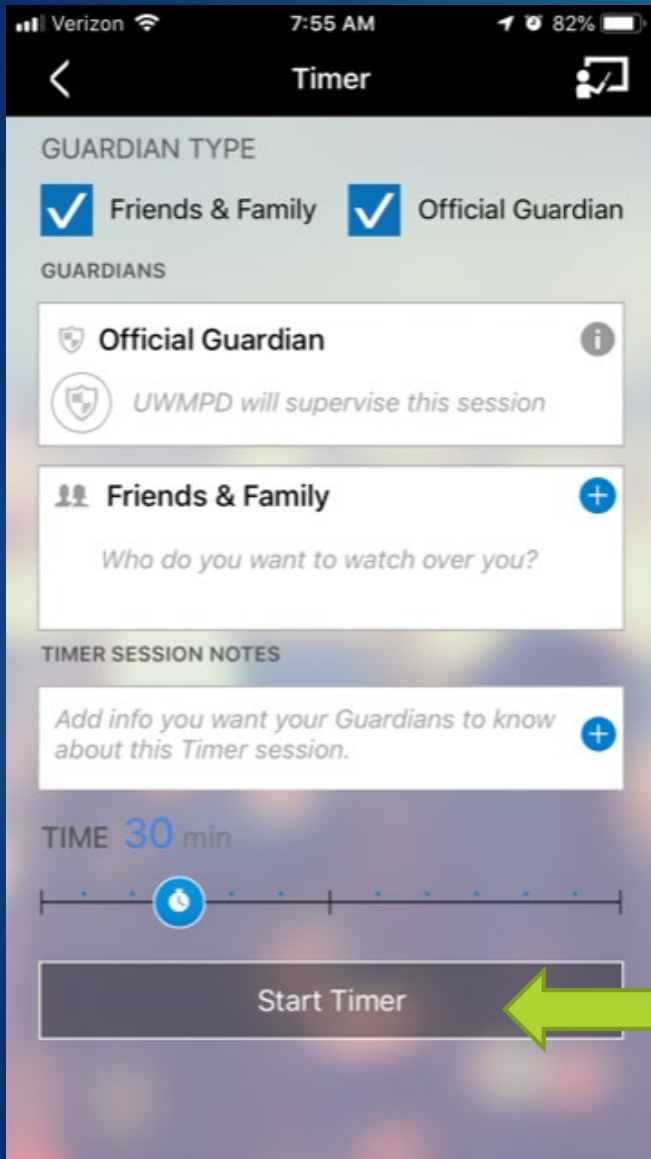 Verizon 7:55 AM 82%
Timer
GUARDIAN TYPE
Friends & Family Official Guardian
GUARDIANS
Official Guardian
UWMPD will supervise this session
Friends & Family
Who do you want to watch over you?
TIMER SESSION NOTES
Add info you want your Guardians to know
about this Timer session.
TIME 30 min
Start Timer